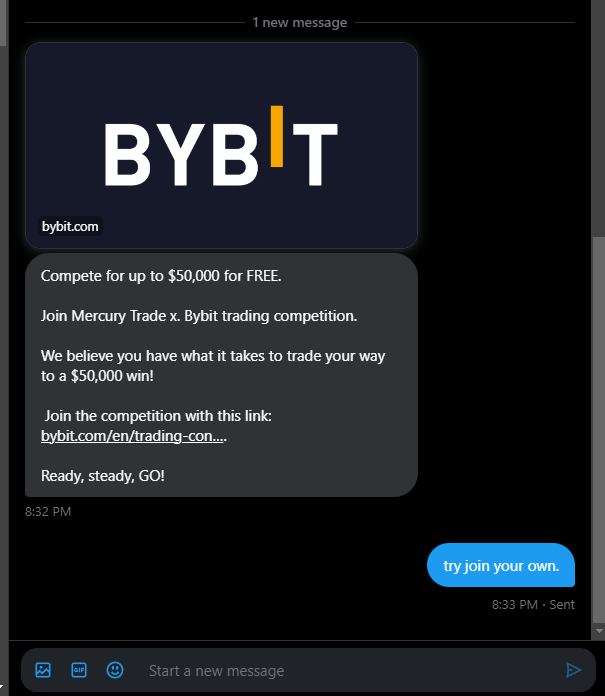 1 new message
BYBIT
bybit.com
Compete for up to $50,000 for FREE.
Join Mercury Trade x. Bybit trading competition.
We believe you have what it takes to trade your way
to a $50,000 win!
Join the competition with this link:
bybit.com/en/trading-con....
Ready, steady, GO!
8:32 PM
try join your own.
8:33 PM · Sent
GIF
Start a new message